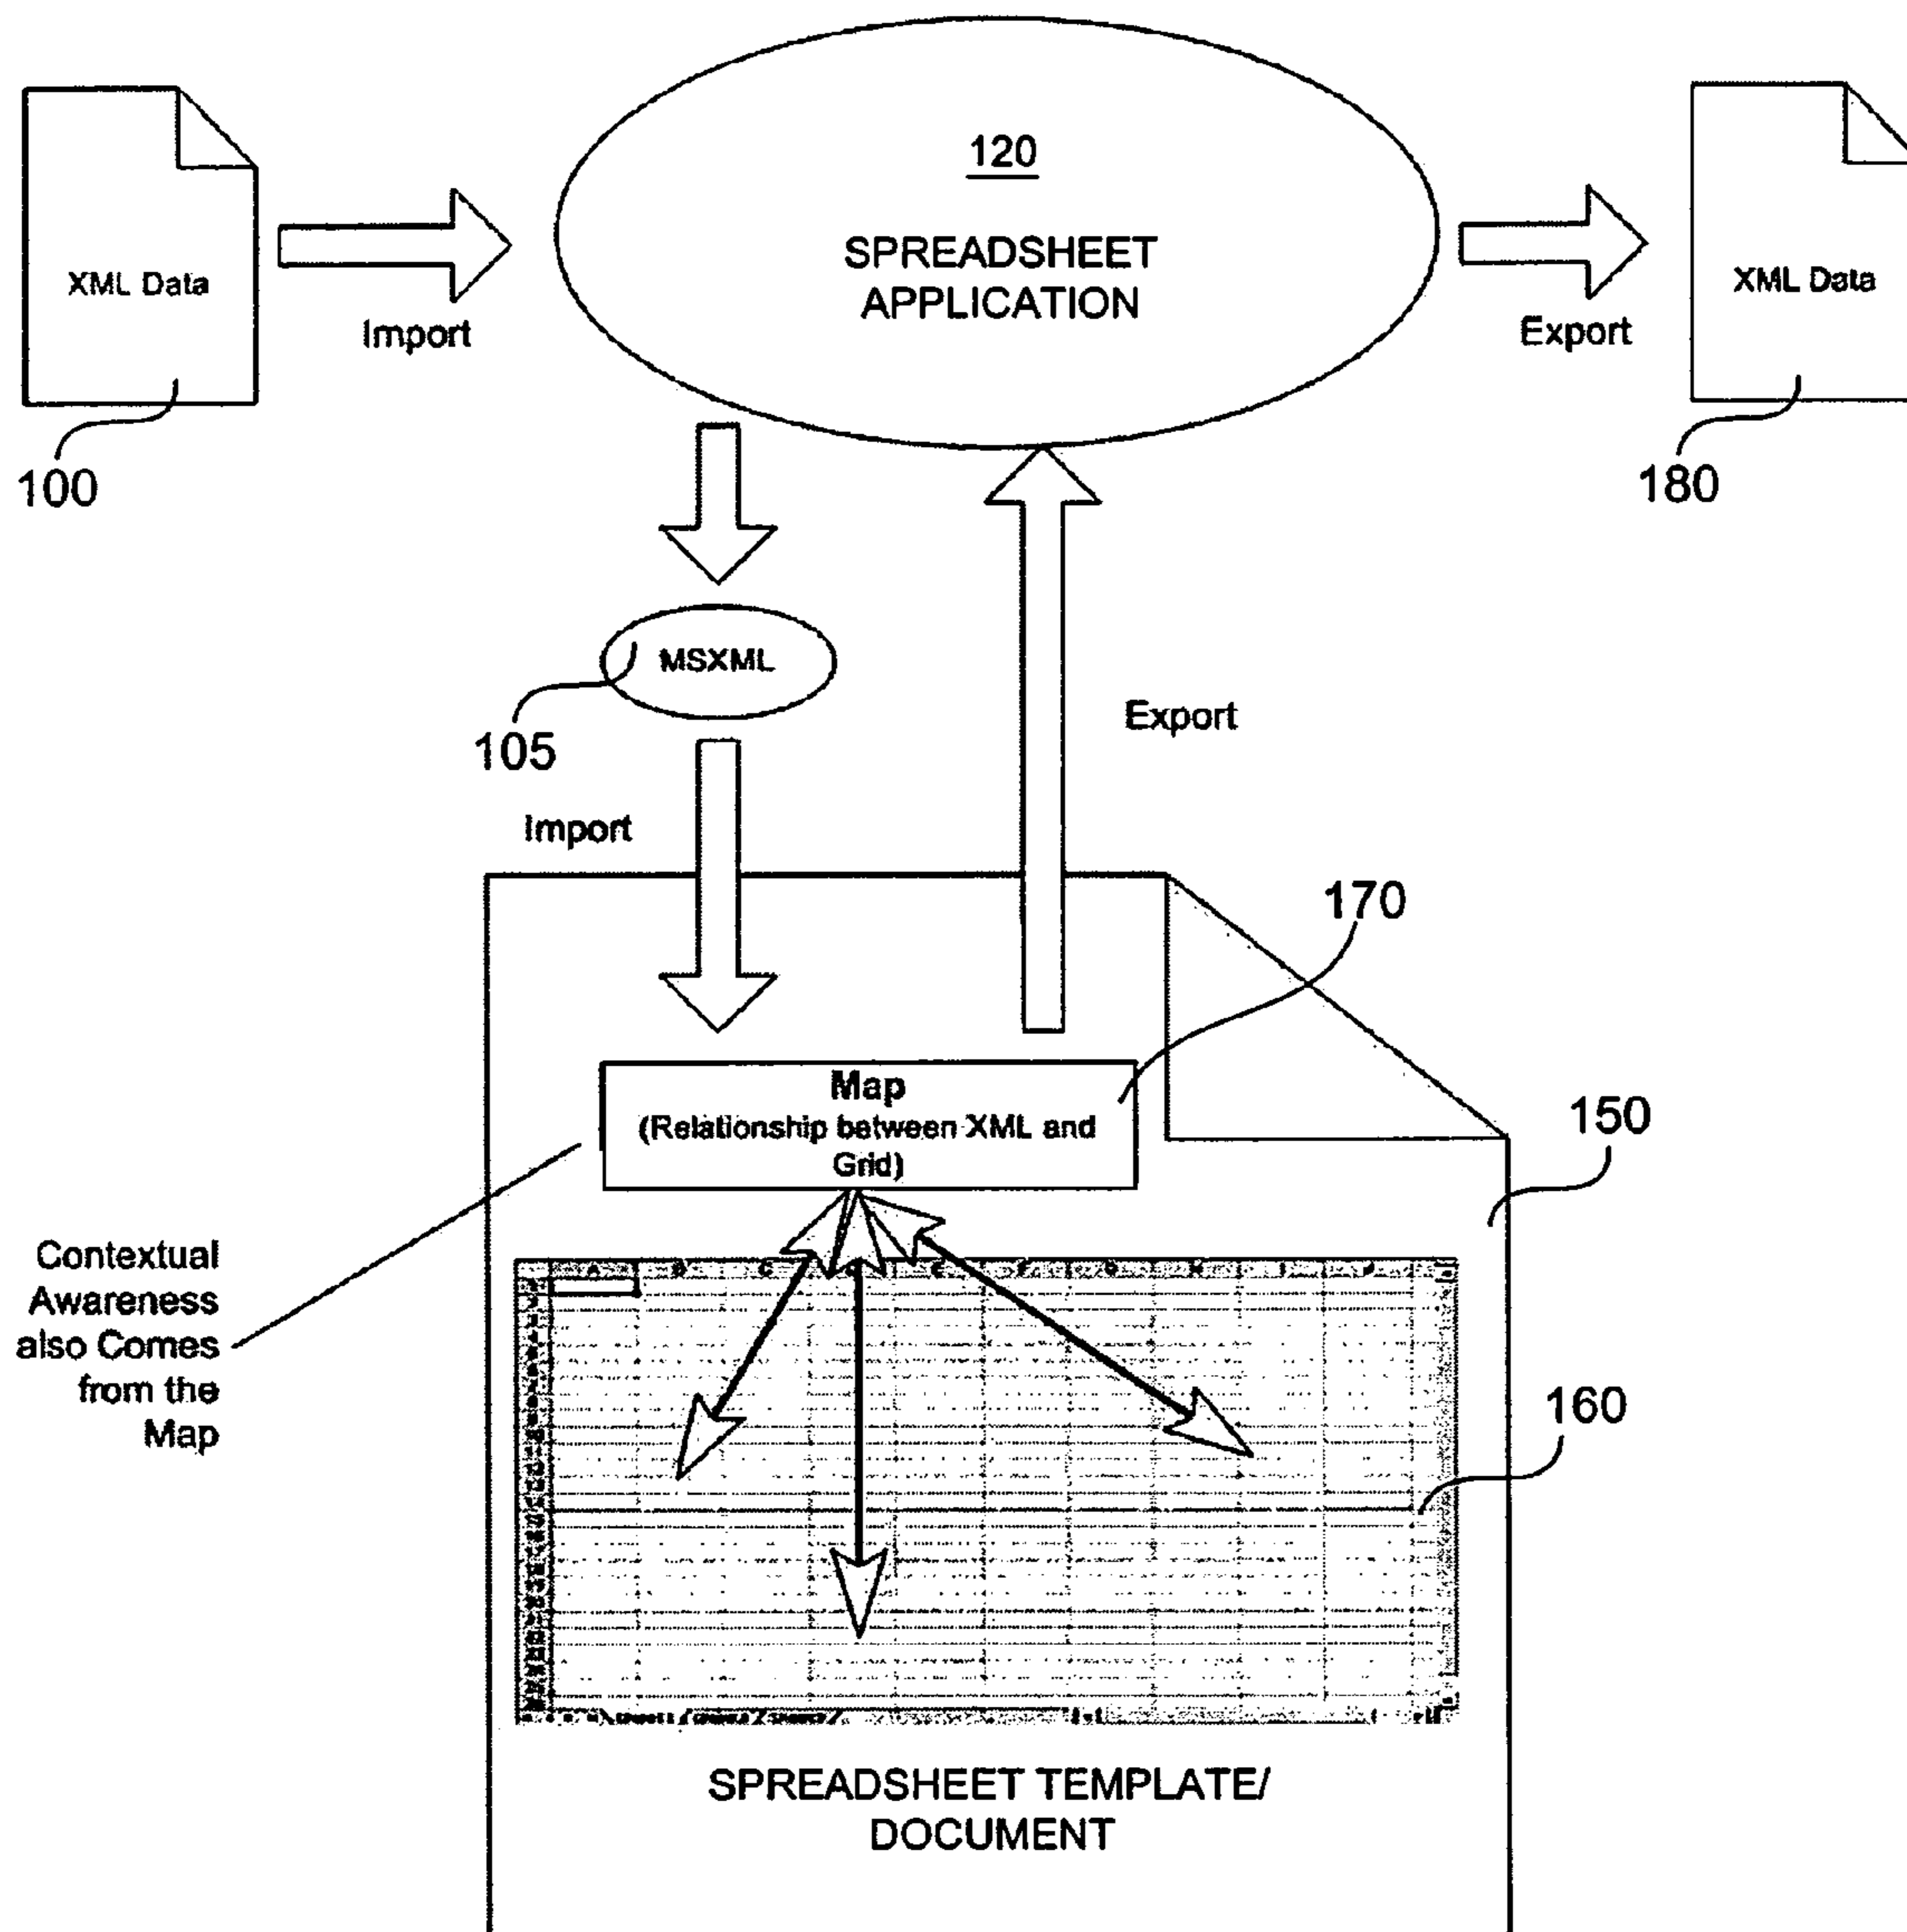 120
SPREADSHEET
APPLICATION
XML Data
Import
100
XML Data
Export
180
MSXML
105
Import
Export
170
Map
(Relationship between XML and
Grid)
150
Contextual
Awareness
also Comes
from the
Map
A B C E F G H I
160
SPREADSHEET TEMPLATE/
DOCUMENT